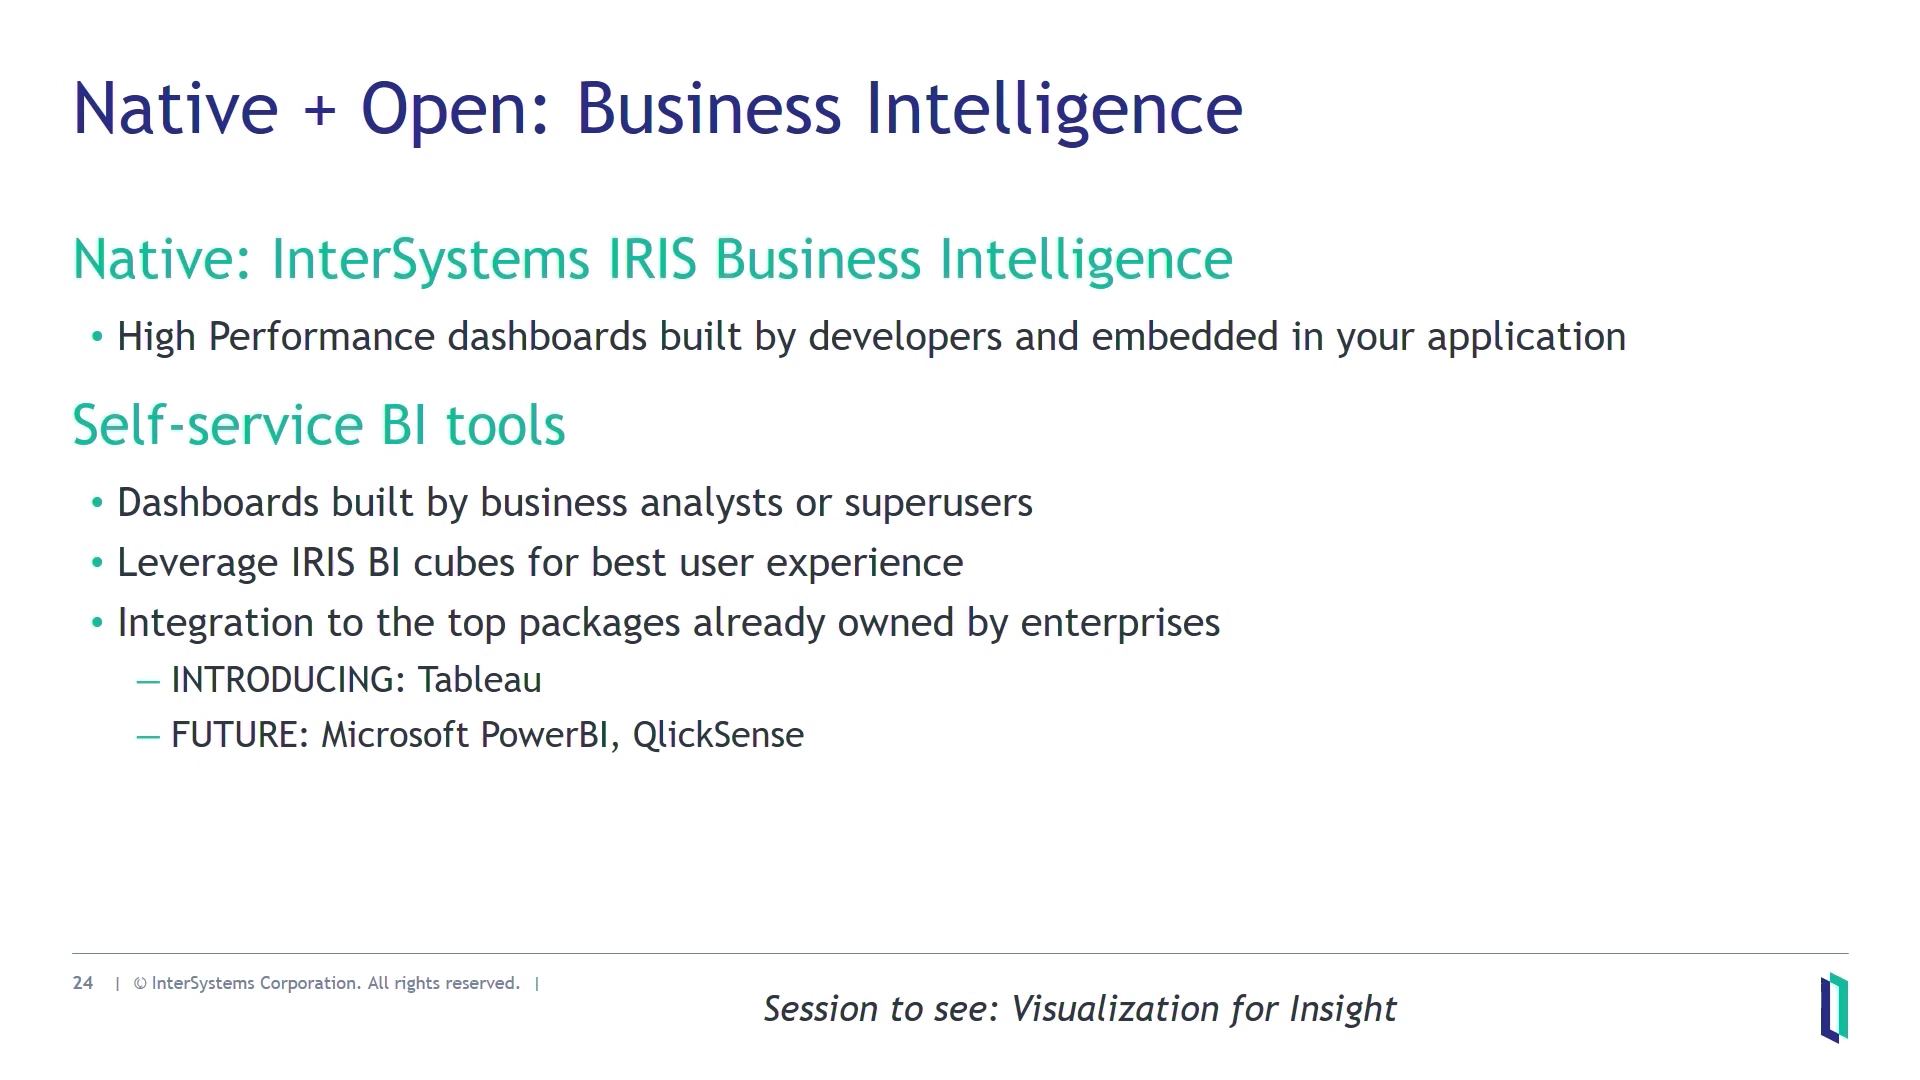 Native + Open: Business Intelligence
Native: InterSystems IRIS Business Intelligence
• High Performance dashboards built by developers and embedded in your application
Self-service BI tools
• Dashboards built by business analysts or superusers
• Leverage IRIS BI cubes for best user experience
• Integration to the top packages already owned by enterprises
— INTRODUCING: Tableau
— FUTURE: Microsoft PowerBI, QlickSense
24 | © InterSystems Corporation. All rights reserved. |
Session to see: Visualization for Insight